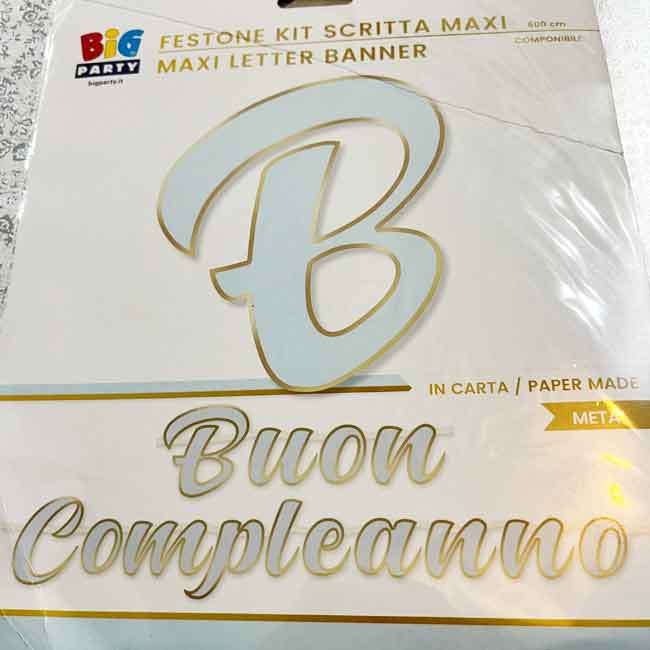 BIG
PARTY
bigparty.it
FESTONE KIT SCRITTA MAXI
MAXI LETTER BANNER
600 cm
COMPONIBILE
B
IN CARTA / PAPER MADE
Buon
Compleanno